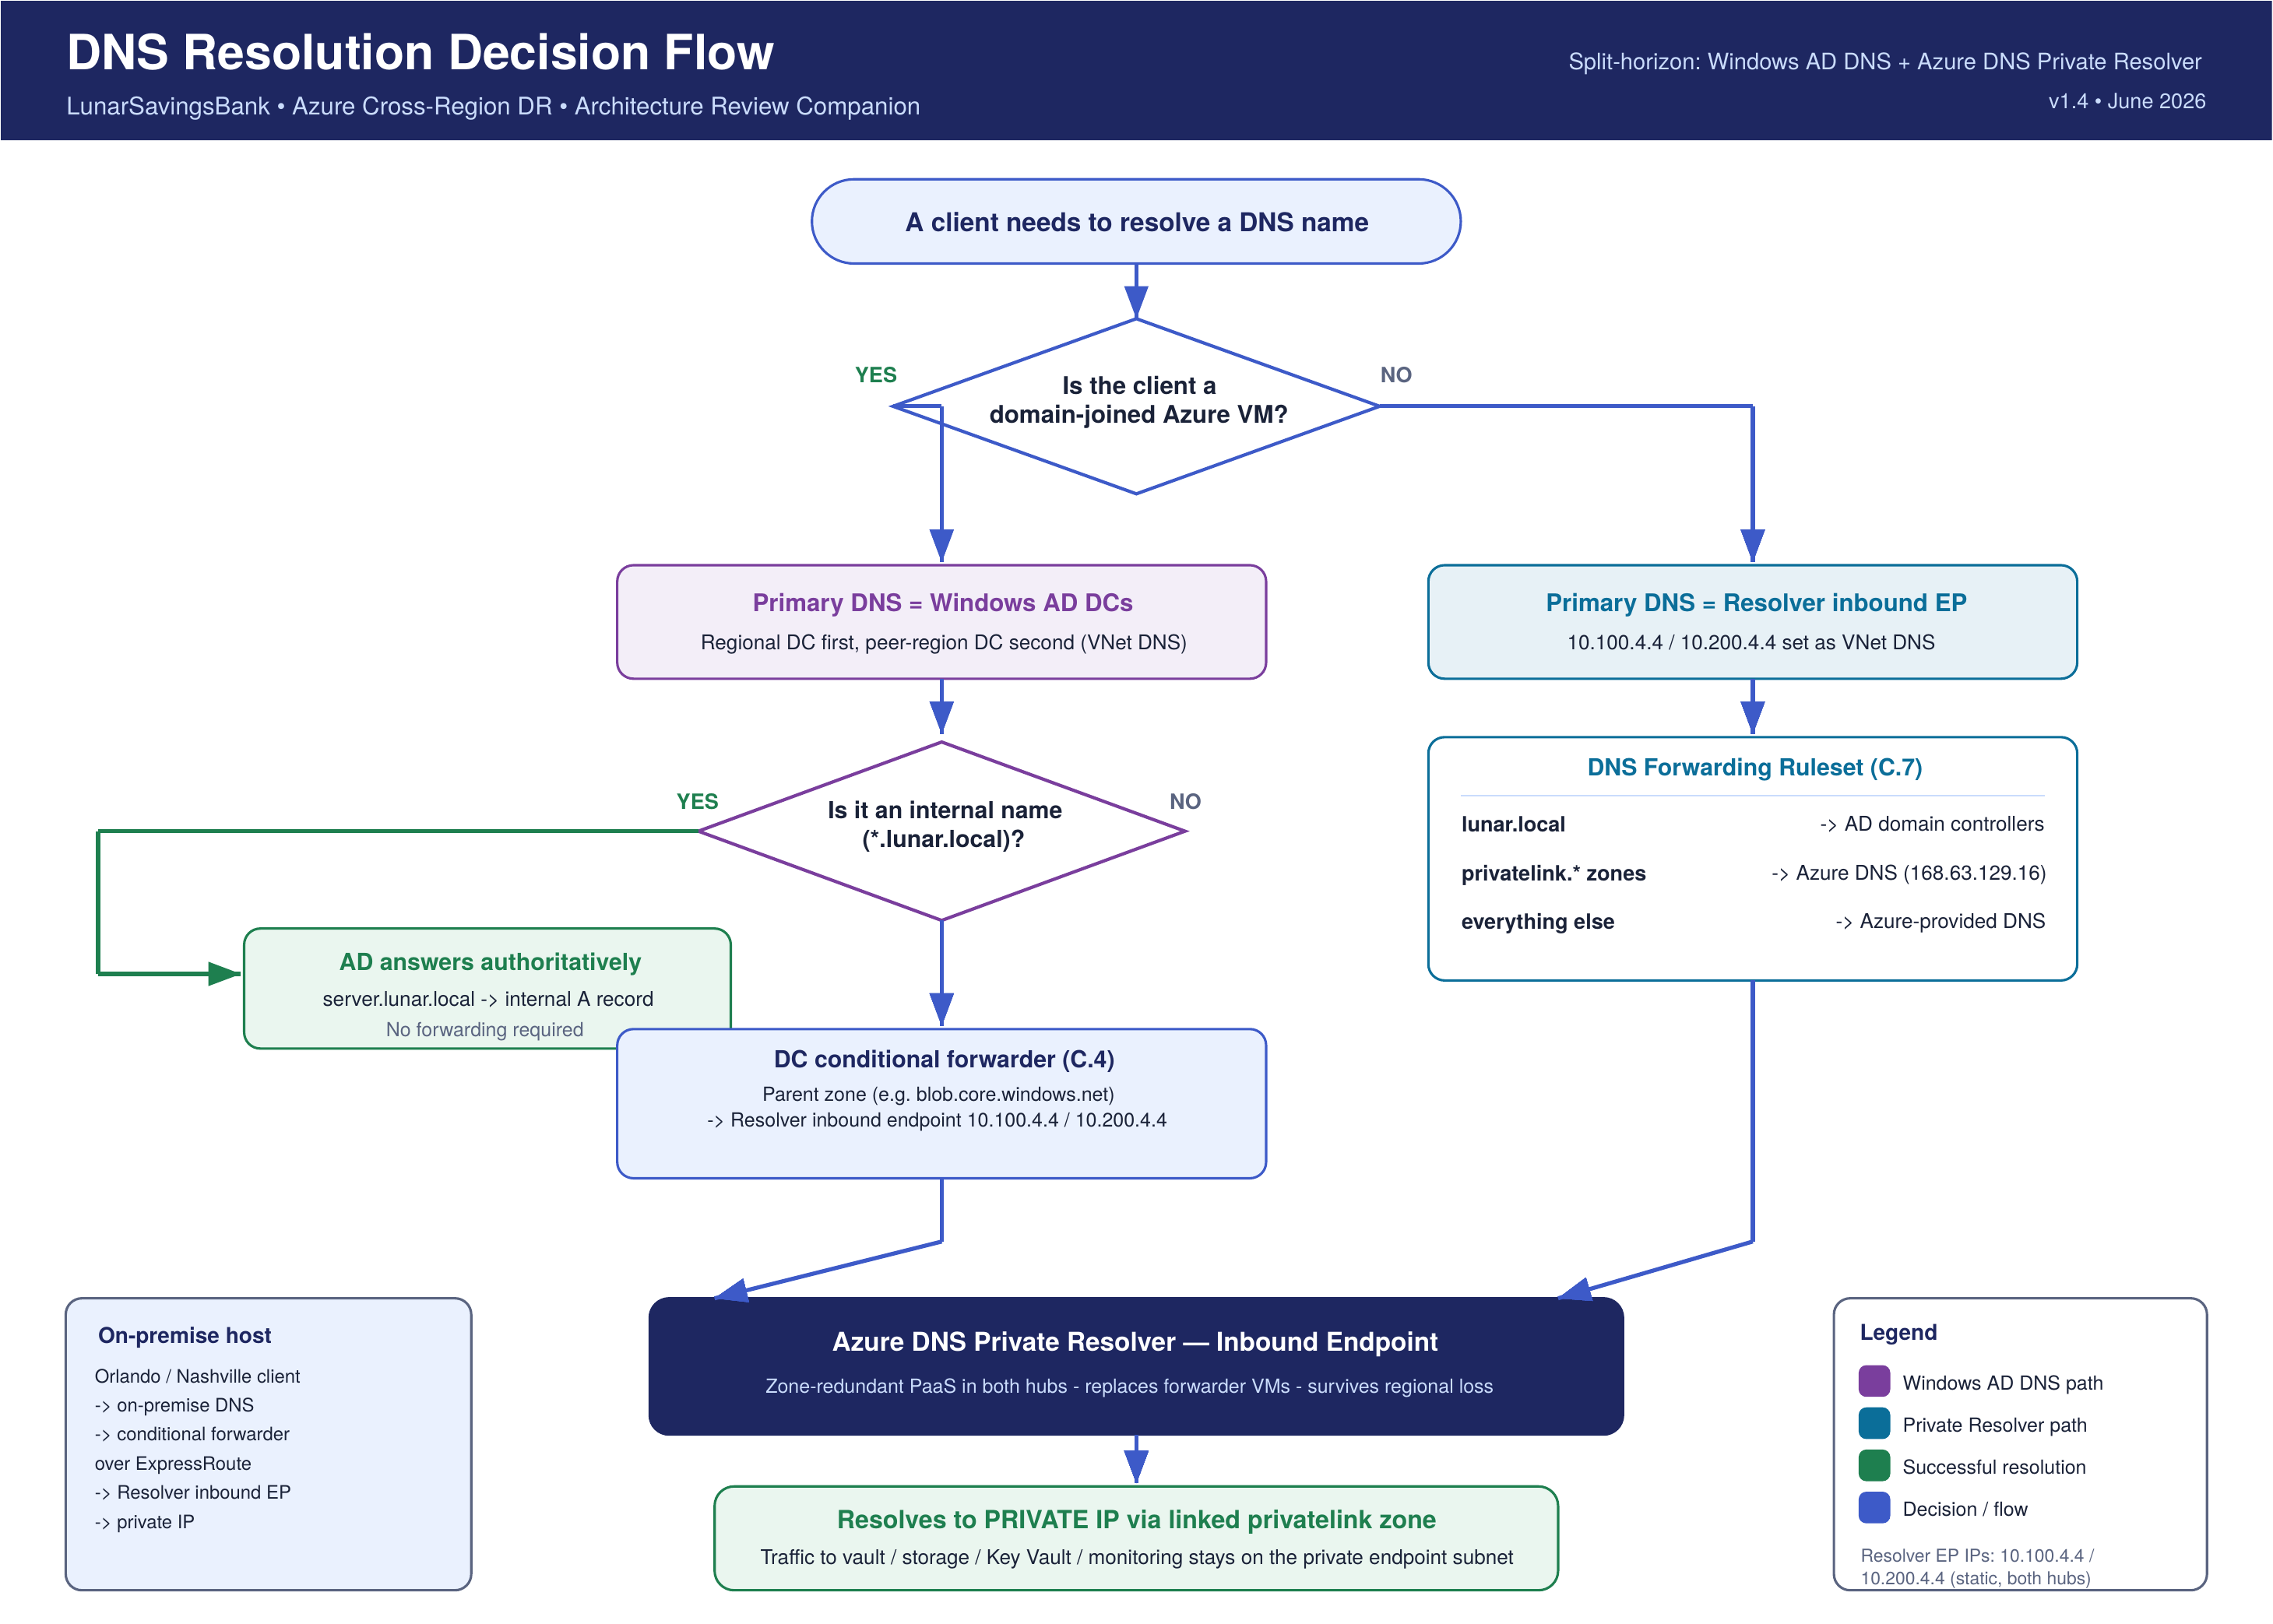 DNS Resolution Decision Flow
LunarSavingsBank • Azure Cross-Region DR • Architecture Review Companion
Split-horizon: Windows AD DNS + Azure DNS Private Resolver
v1.4 • June 2026
A client needs to resolve a DNS name
Is the client a
domain-joined Azure VM?
YES
NO
Primary DNS = Windows AD DCs
Regional DC first, peer-region DC second (VNet DNS)
Primary DNS = Resolver inbound EP
10.100.4.4 / 10.200.4.4 set as VNet DNS
Is it an internal name
(*.lunar.local)?
YES
NO
DNS Forwarding Ruleset (C.7)
lunar.local -> AD domain controllers
privatelink.* zones -> Azure DNS (168.63.129.16)
everything else -> Azure-provided DNS
AD answers authoritatively
server.lunar.local -> internal A record
No forwarding required
DC conditional forwarder (C.4)
Parent zone (e.g. blob.core.windows.net)
-> Resolver inbound endpoint 10.100.4.4 / 10.200.4.4
On-premise host
Orlando / Nashville client
-> on-premise DNS
-> conditional forwarder
over ExpressRoute
-> Resolver inbound EP
-> private IP
Azure DNS Private Resolver — Inbound Endpoint
Zone-redundant PaaS in both hubs - replaces forwarder VMs - survives regional loss
Resolves to PRIVATE IP via linked privatelink zone
Traffic to vault / storage / Key Vault / monitoring stays on the private endpoint subnet
Legend
Windows AD DNS path
Private Resolver path
Successful resolution
Decision / flow
Resolver EP IPs: 10.100.4.4 /
10.200.4.4 (static, both hubs)